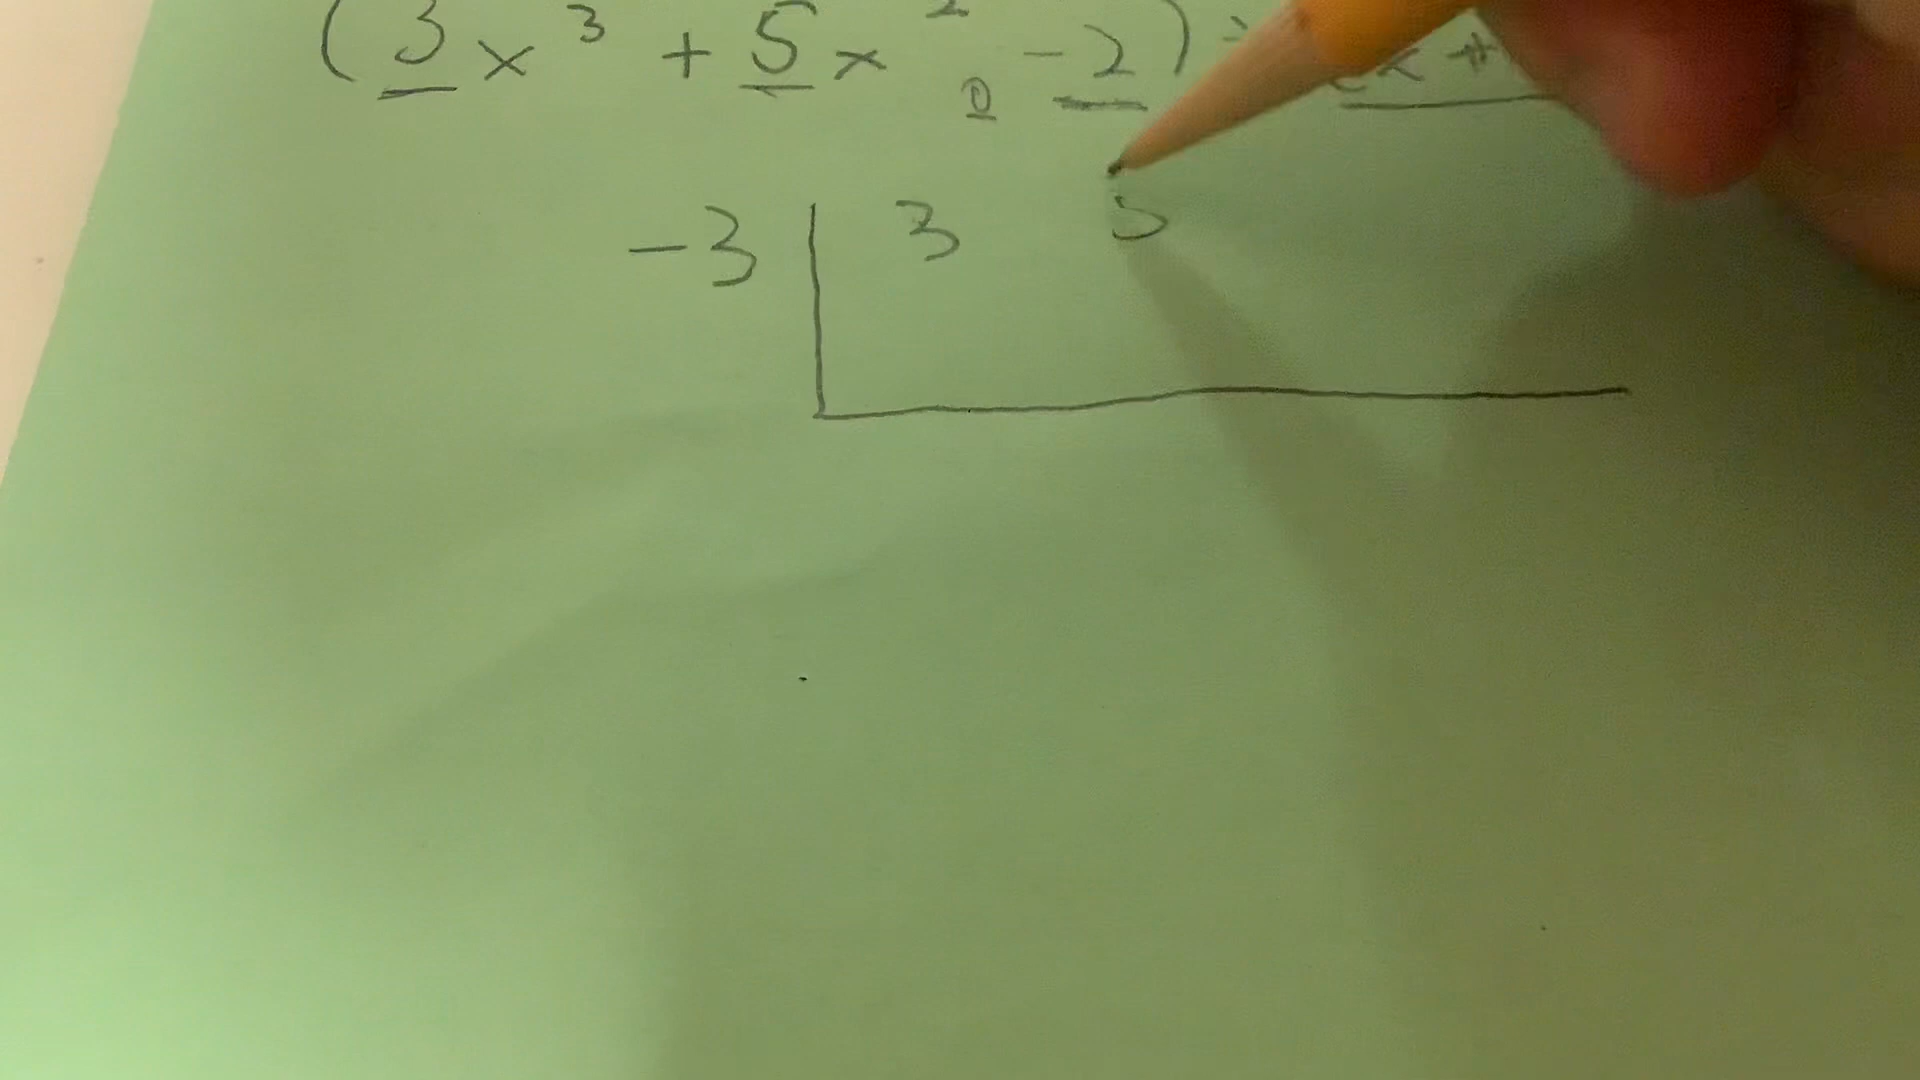 (3x³ + 5x² 0 -2) ÷ (x +
-3 3 5